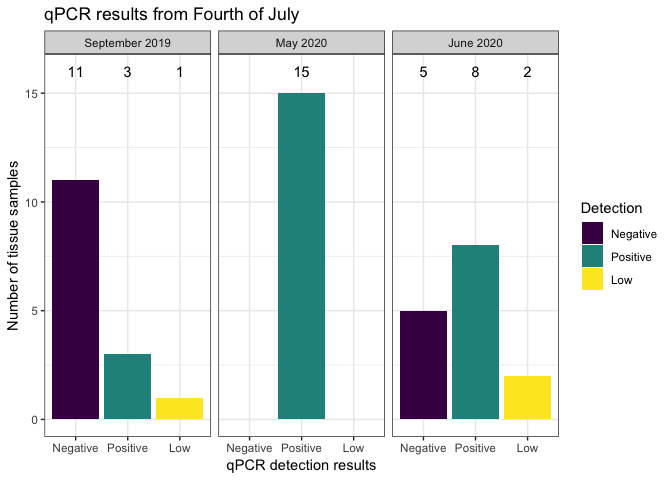 qPCR results from Fourth of July
September 2019 May 2020 June 2020
11 3 1 15 5 8 2
15
10
5
0
Number of tissue samples
Negative Positive Low Negative Positive Low Negative Positive Low
qPCR detection results
Detection
Negative
Positive
Low